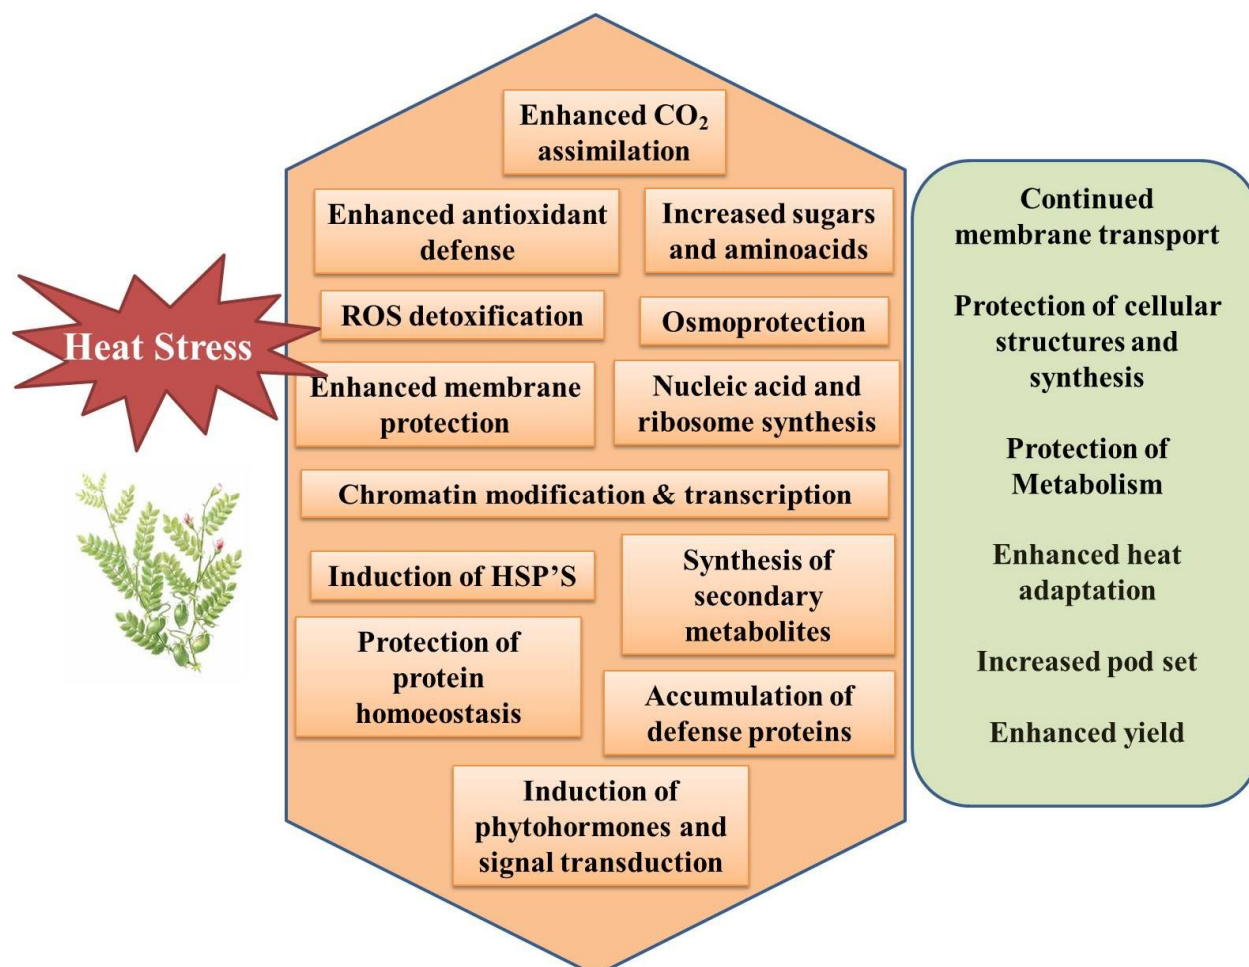 Heat Stress
Enhanced CO₂
assimilation
Enhanced antioxidant
defense
Increased sugars
and aminoacids
ROS detoxification
Osmoprotection
Enhanced membrane
protection
Nucleic acid and
ribosome synthesis
Chromatin modification & transcription
Induction of HSP’S
Synthesis of
secondary
metabolites
Protection of
protein
homoeostasis
Accumulation of
defense proteins
Induction of
phytohormones and
signal transduction
Continued
membrane transport
Protection of cellular
structures and
synthesis
Protection of
Metabolism
Enhanced heat
adaptation
Increased pod set
Enhanced yield